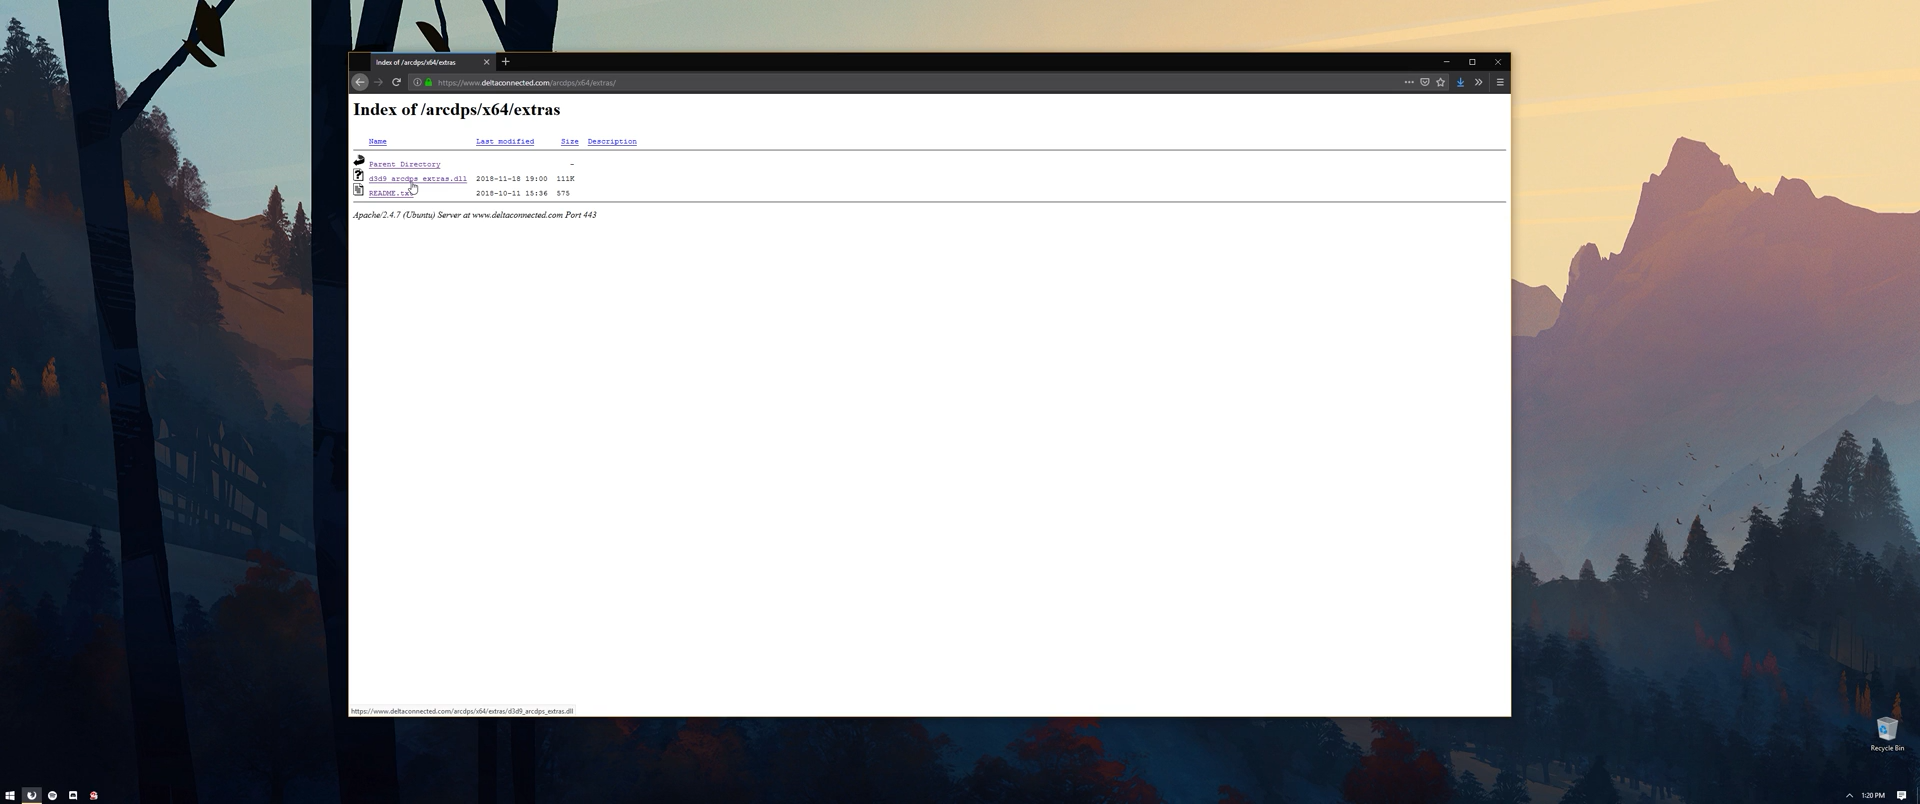 Index of /arcdps/x64/extras
https://www.deltaconnected.com/arcdps/x64/extras/
Index of /arcdps/x64/extras
Name Last modified Size Description
Parent Directory -
d3d9_arcdps_extras.dll 2018-11-18 19:00 111K
README.txt 2018-10-11 15:36 575
Apache/2.4.7 (Ubuntu) Server at www.deltaconnected.com Port 443
https://www.deltaconnected.com/arcdps/x64/extras/d3d9_arcdps_extras.dll
Recycle Bin
1:20 PM